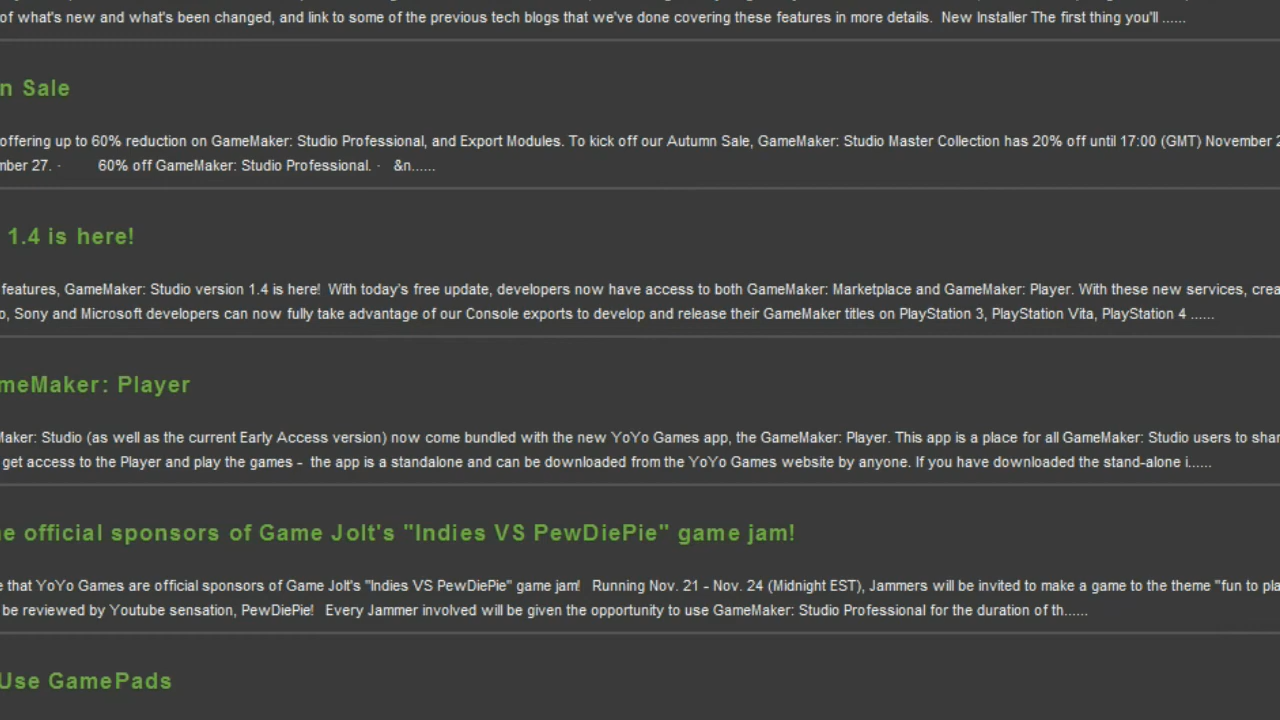 of what's new and what's been changed, and link to some of the previous tech blogs that we've done covering these features in more details.  New Installer The first thing you'll ......
n Sale
offering up to 60% reduction on GameMaker: Studio Professional, and Export Modules. To kick off our Autumn Sale, GameMaker: Studio Master Collection has 20% off until 17:00 (GMT) November
mber 27. ·        60% off GameMaker: Studio Professional. ·   &n......
1.4 is here!
features, GameMaker: Studio version 1.4 is here!  With today's free update, developers now have access to both GameMaker: Marketplace and GameMaker: Player. With these new services, crea
o, Sony and Microsoft developers can now fully take advantage of our Console exports to develop and release their GameMaker titles on PlayStation 3, PlayStation Vita, PlayStation 4 ......
meMaker: Player
Maker: Studio (as well as the current Early Access version) now come bundled with the new YoYo Games app, the GameMaker: Player. This app is a place for all GameMaker: Studio users to shar
get access to the Player and play the games -  the app is a standalone and can be downloaded from the YoYo Games website by anyone. If you have downloaded the stand-alone i......
he official sponsors of Game Jolt's "Indies VS PewDiePie" game jam!
e that YoYo Games are official sponsors of Game Jolt's "Indies VS PewDiePie" game jam!   Running Nov. 21 - Nov. 24 (Midnight EST), Jammers will be invited to make a game to the theme "fun to pla
be reviewed by Youtube sensation, PewDiePie!   Every Jammer involved will be given the opportunity to use GameMaker: Studio Professional for the duration of th......
Use GamePads